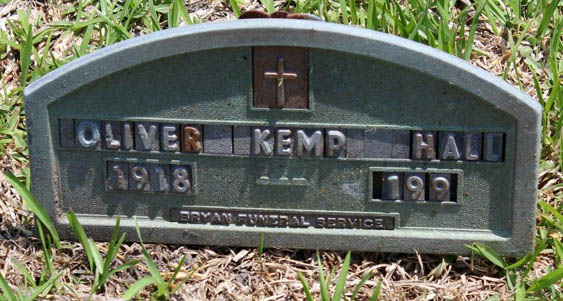 OLIVER KEMP HALL
1918 199
BRYAN FUNERAL SERVICE